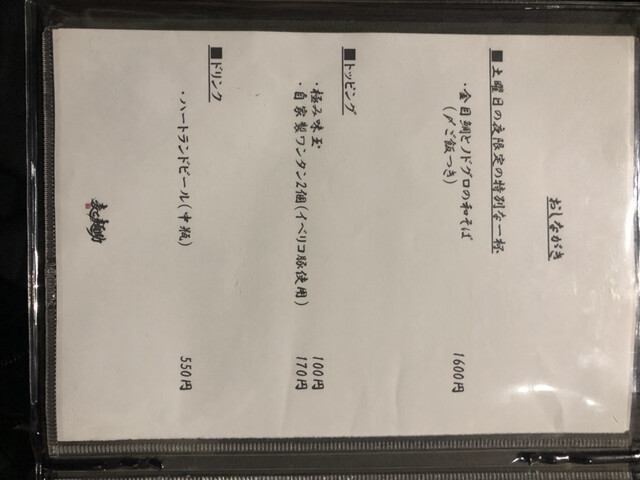 おしながき
■土曜日の夜限定の特別な一杯
・金目鯛とノドグロの和そば 1600円
(〆ご飯つき)
■トッピング
・極み味玉 100円
・自家製ワンタン2個(イベリコ豚使用) 170円
■ドリンク
・ハートランドビール(中瓶) 550円